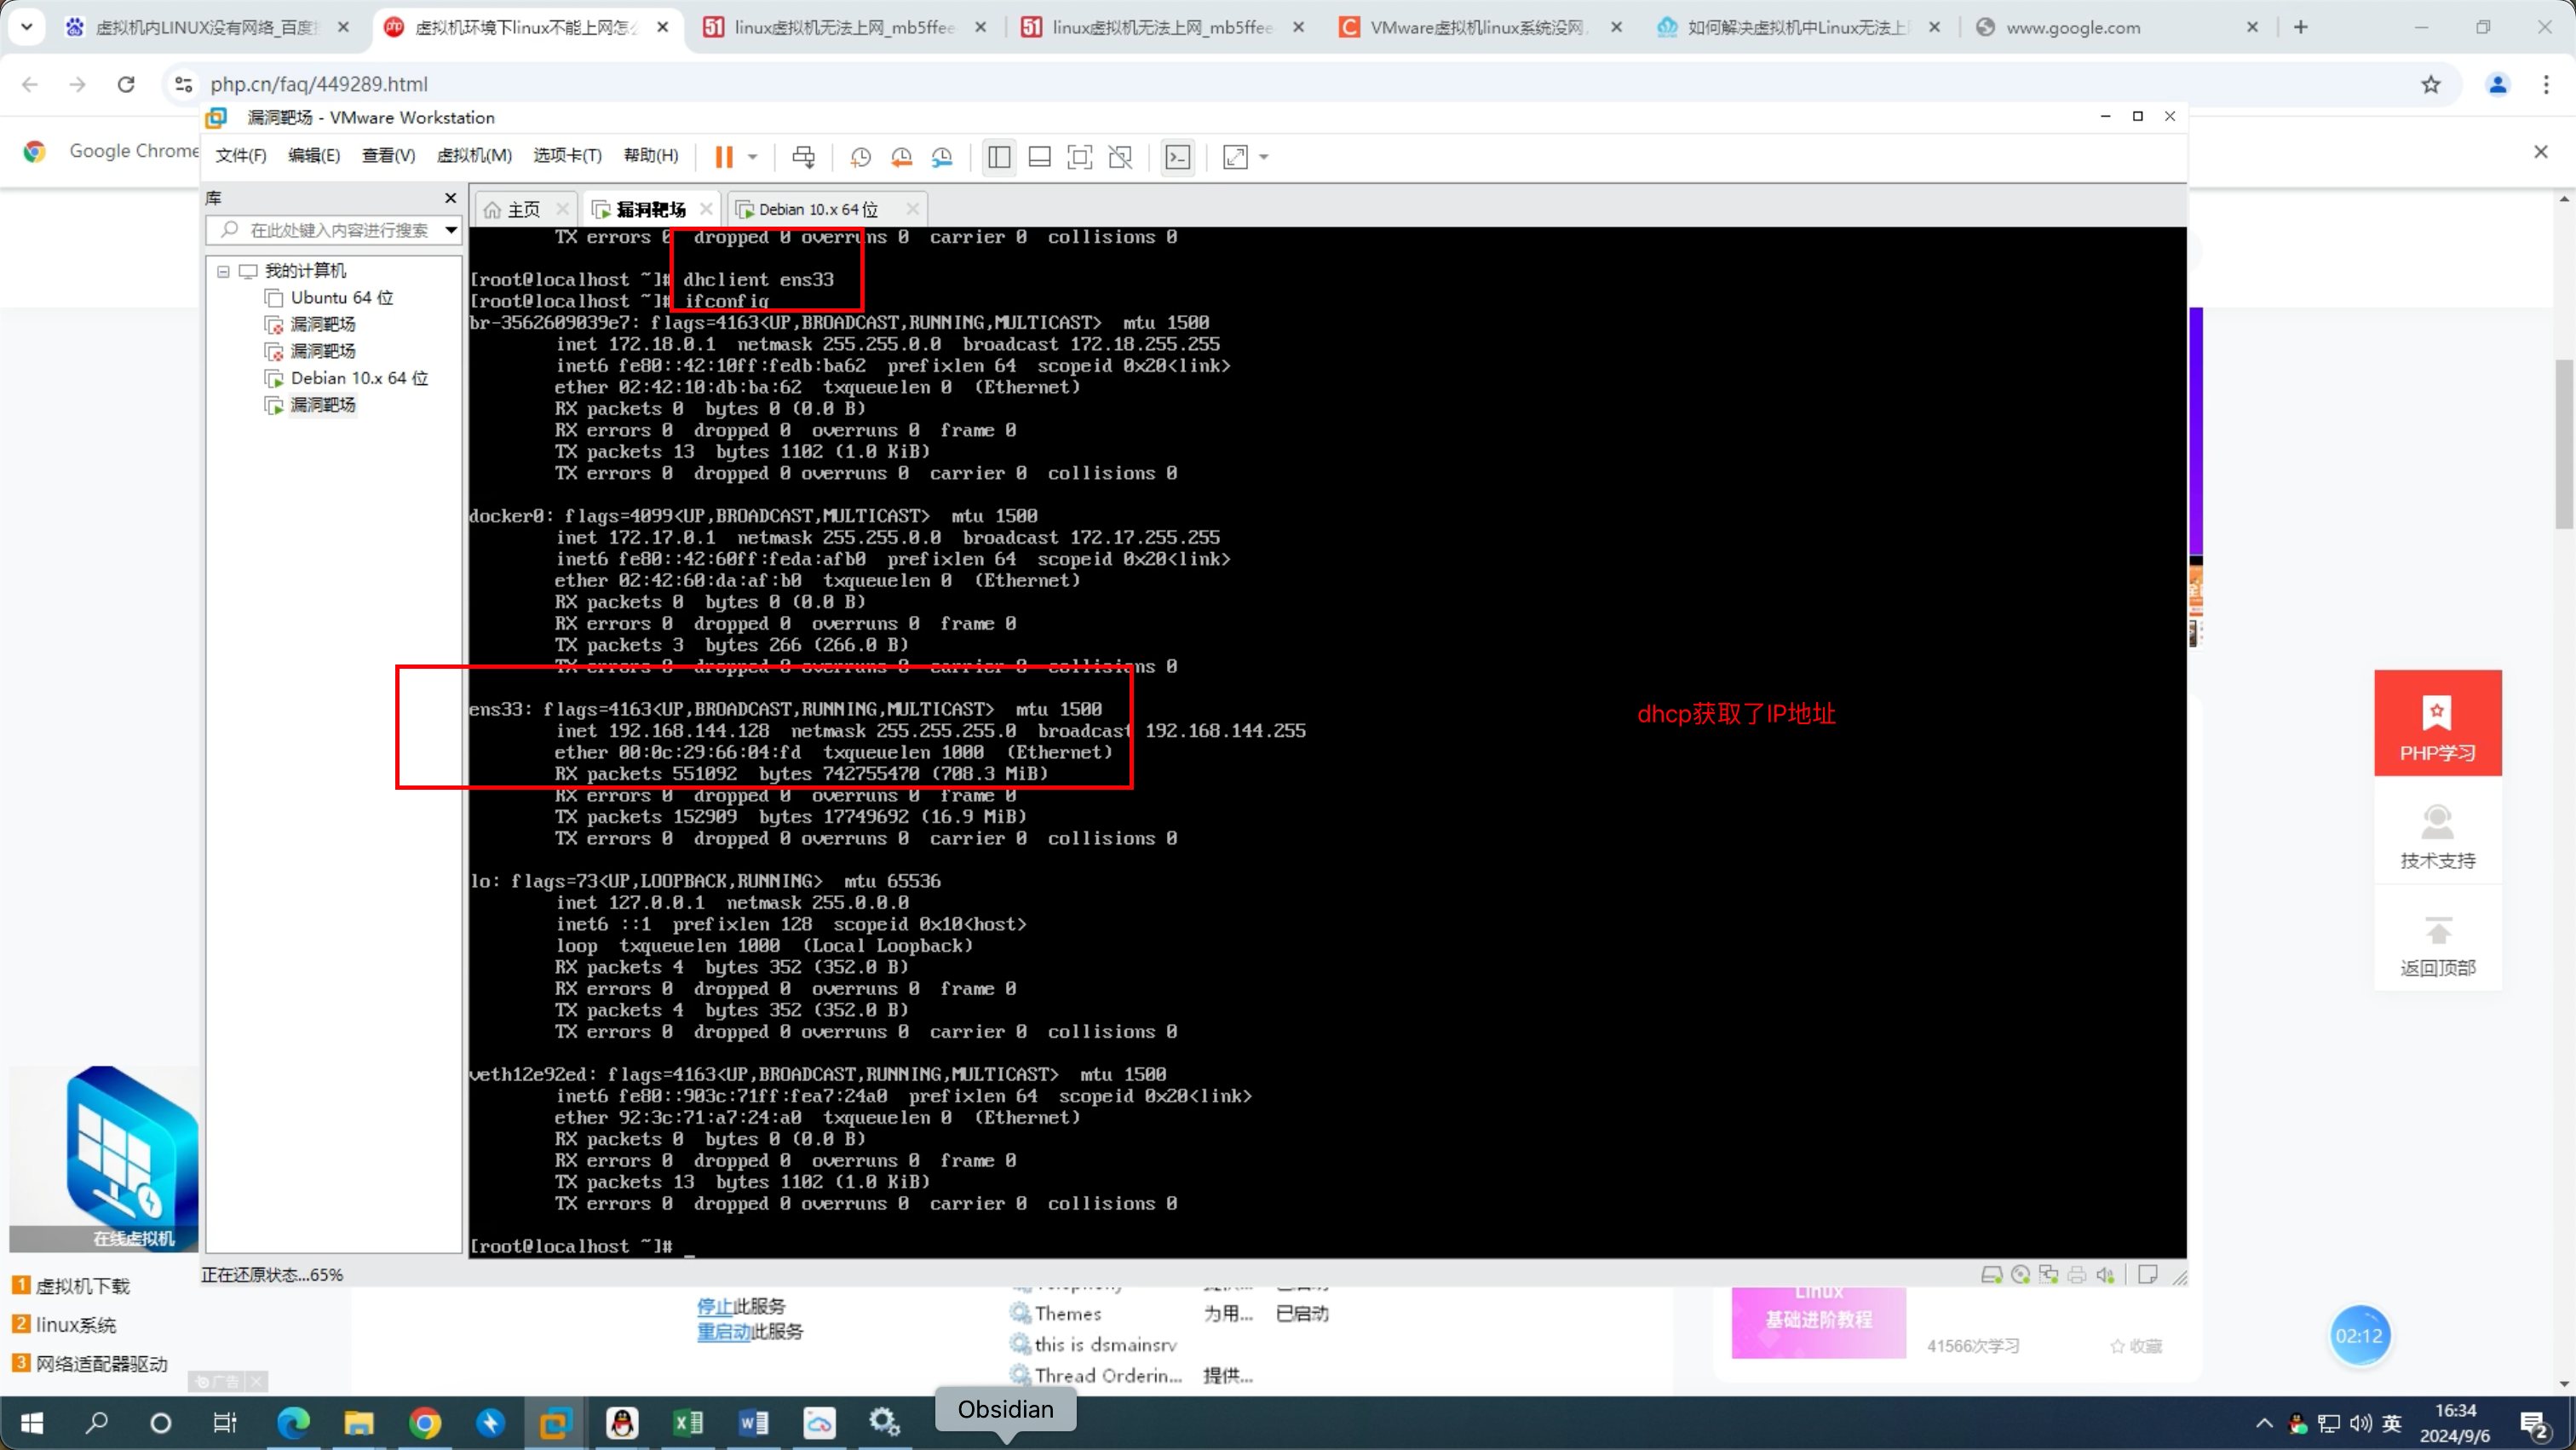 虚拟机内LINUX没有网络_百度
虚拟机环境下linux不能上网怎么
linux虚拟机无法上网_mb5ffee
linux虚拟机无法上网_mb5ffee
VMware虚拟机linux系统没网,
如何解决虚拟机中Linux无法上
www.google.com
php.cn/faq/449289.html
Google Chrome
漏洞靶场 - VMware Workstation
文件(F) 编辑(E) 查看(V) 虚拟机(M) 选项卡(T) 帮助(H)
库
在此处键入内容进行搜索
我的计算机
Ubuntu 64 位
漏洞靶场
漏洞靶场
Debian 10.x 64 位
漏洞靶场
主页
漏洞靶场
Debian 10.x 64 位
TX errors 0  dropped 0 overruns 0  carrier 0  collisions 0
[root@localhost ~]# dhclient ens33
[root@localhost ~]# ifconfig
br-3562609039e7: flags=4163<UP,BROADCAST,RUNNING,MULTICAST>  mtu 1500
inet 172.18.0.1  netmask 255.255.0.0  broadcast 172.18.255.255
inet6 fe80::42:10ff:fedb:ba62  prefixlen 64  scopeid 0x20<link>
ether 02:42:10:db:ba:62  txqueuelen 0  (Ethernet)
RX packets 0  bytes 0 (0.0 B)
RX errors 0  dropped 0  overruns 0  frame 0
TX packets 13  bytes 1102 (1.0 KiB)
TX errors 0  dropped 0 overruns 0  carrier 0  collisions 0
docker0: flags=4099<UP,BROADCAST,MULTICAST>  mtu 1500
inet 172.17.0.1  netmask 255.255.0.0  broadcast 172.17.255.255
inet6 fe80::42:60ff:feda:afb0  prefixlen 64  scopeid 0x20<link>
ether 02:42:60:da:af:b0  txqueuelen 0  (Ethernet)
RX packets 0  bytes 0 (0.0 B)
RX errors 0  dropped 0  overruns 0  frame 0
TX packets 3  bytes 266 (266.0 B)
TX errors 0  dropped 0 overruns 0  carrier 0  collisions 0
ens33: flags=4163<UP,BROADCAST,RUNNING,MULTICAST>  mtu 1500
inet 192.168.144.128  netmask 255.255.255.0  broadcast 192.168.144.255
ether 00:0c:29:66:04:fd  txqueuelen 1000  (Ethernet)
RX packets 551092  bytes 742755470 (708.3 MiB)
RX errors 0  dropped 0  overruns 0  frame 0
TX packets 152909  bytes 17749692 (16.9 MiB)
TX errors 0  dropped 0 overruns 0  carrier 0  collisions 0
lo: flags=73<UP,LOOPBACK,RUNNING>  mtu 65536
inet 127.0.0.1  netmask 255.0.0.0
inet6 ::1  prefixlen 128  scopeid 0x10<host>
loop  txqueuelen 1000  (Local Loopback)
RX packets 4  bytes 352 (352.0 B)
RX errors 0  dropped 0  overruns 0  frame 0
TX packets 4  bytes 352 (352.0 B)
TX errors 0  dropped 0 overruns 0  carrier 0  collisions 0
veth12e92ed: flags=4163<UP,BROADCAST,RUNNING,MULTICAST>  mtu 1500
inet6 fe80::903c:71ff:fea7:24a0  prefixlen 64  scopeid 0x20<link>
ether 92:3c:71:a7:24:a0  txqueuelen 0  (Ethernet)
RX packets 0  bytes 0 (0.0 B)
RX errors 0  dropped 0  overruns 0  frame 0
TX packets 13  bytes 1102 (1.0 KiB)
TX errors 0  dropped 0 overruns 0  carrier 0  collisions 0
[root@localhost ~]# _
dhcp获取了IP地址
PHP学习
技术支持
返回顶部
在线虚拟机
正在还原状态...65%
1 虚拟机下载
2 linux系统
3 网络适配器驱动
广告
停止此服务
重启动此服务
Themes 为用... 已启动
this is dsmainsrv
Thread Orderin... 提供...
Linux
基础进阶教程
41566次学习
收藏
02:12
Obsidian
英
16:34
2024/9/6
2